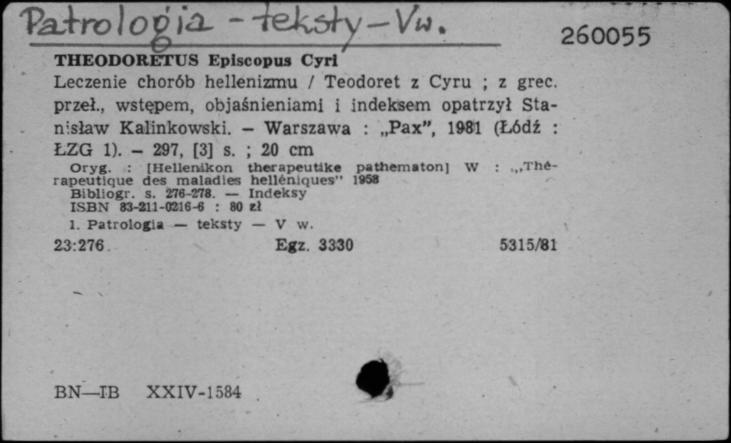 Patrologia - teksty - V w.
260055
THEODORETUS Episcopus Cyri
Leczenie chorób hellenizmu / Teodoret z Cyru ; z grec.
przeł., wstępem, objaśnieniami i indeksem opatrzył Sta-
nisław Kalinkowski. — Warszawa : „Pax”, 1981 (Łódź :
ŁZG 1). — 297, [3] s. ; 20 cm
Oryg. : [Hellenikon therapeutike pathematon] W : „Thé-
rapeutique des maladies helléniques" 1958
Bibliogr. s. 276-278. — Indeksy
ISBN 83-211-0216-6 : 80 zł
1. Patrologia — teksty — V w.
23:276 Egz. 3330 5315/81
BN—IB XXIV-1584